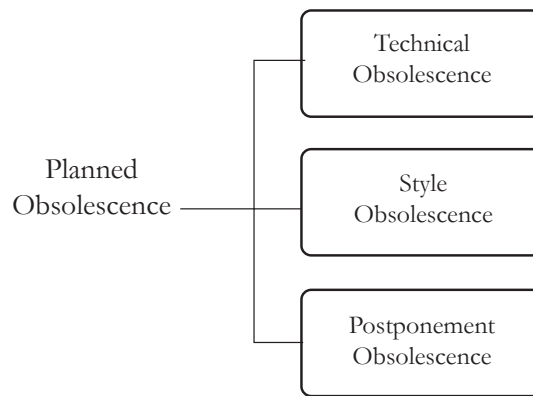 Planned
Obsolescence
Technical
Obsolescence
Style
Obsolescence
Postponement
Obsolescence